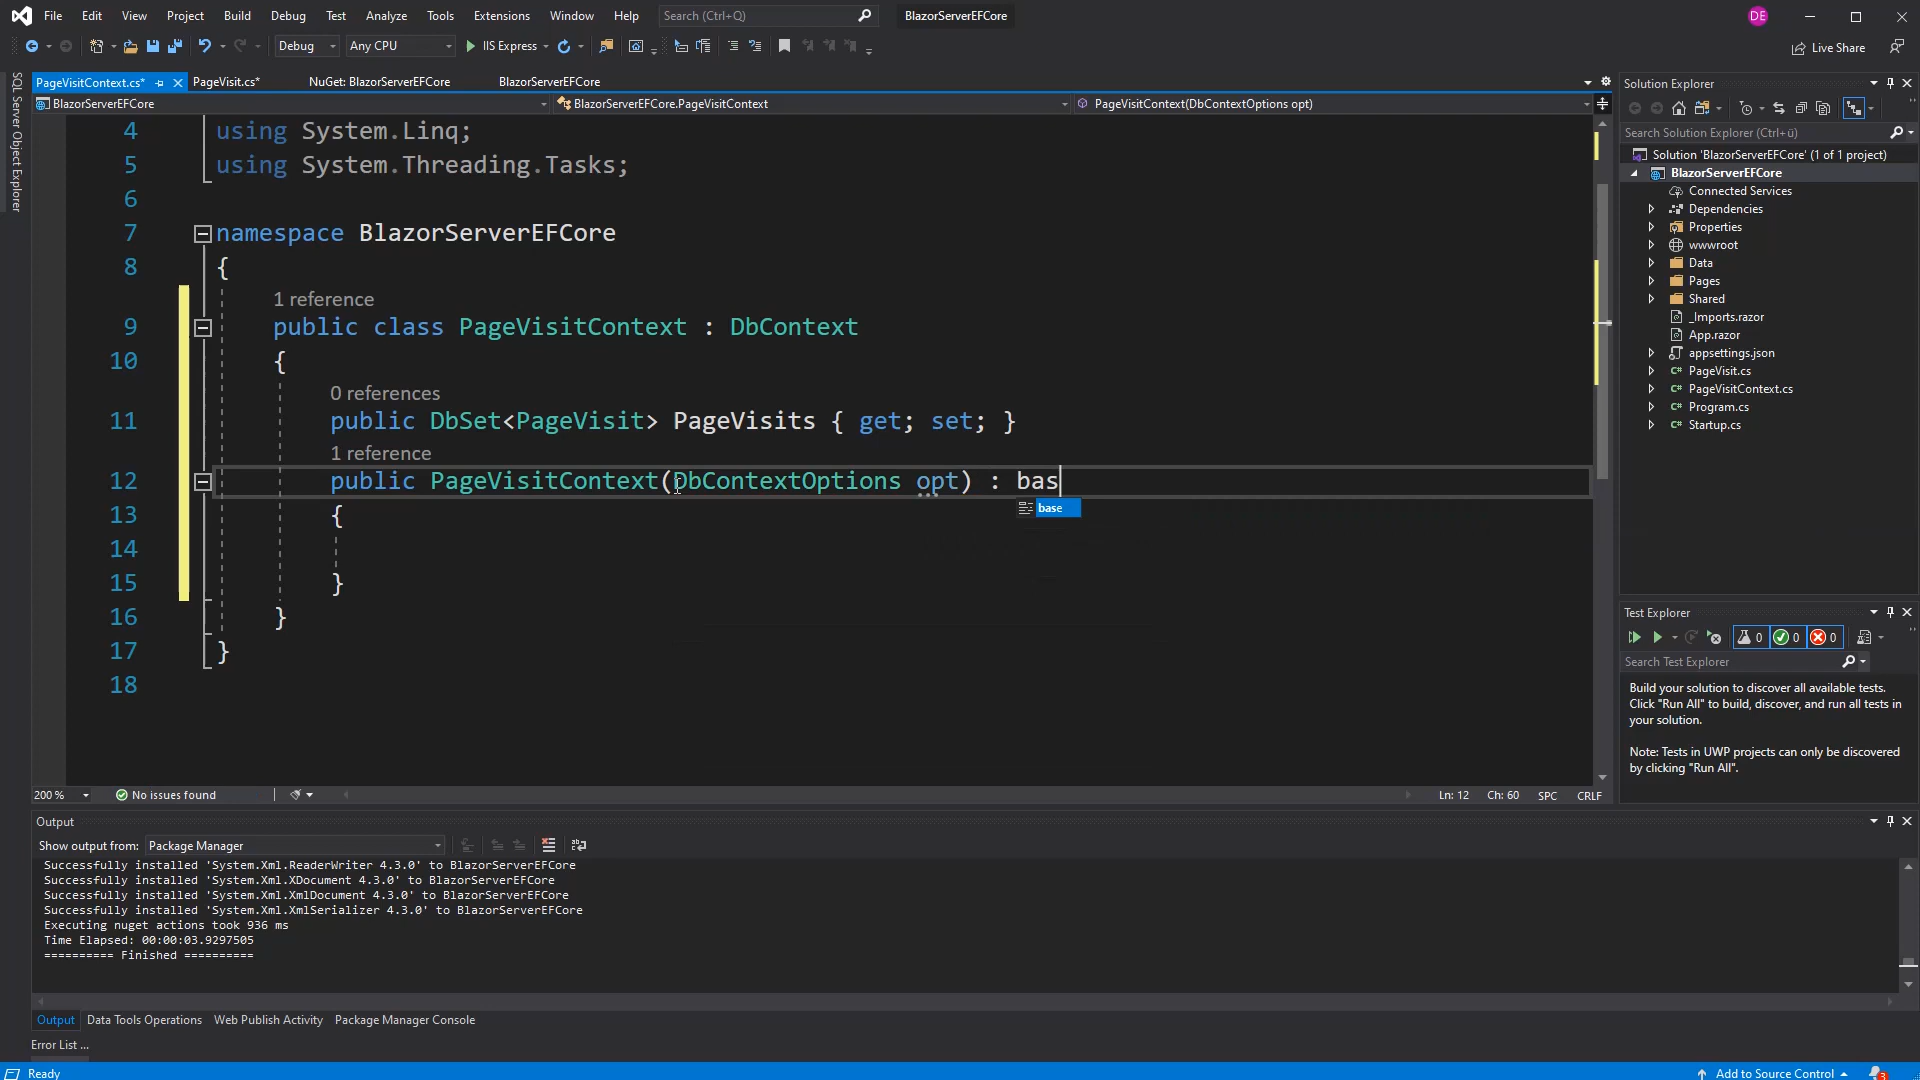 File Edit View Project Build Debug Test Analyze Tools Extensions Window Help Search (Ctrl+Q) BlazorServerEFCore DE
Debug Any CPU IIS Express Live Share
SQL Server Object Explorer
PageVisitContext.cs* PageVisit.cs* NuGet: BlazorServerEFCore BlazorServerEFCore
BlazorServerEFCore BlazorServerEFCore.PageVisitContext PageVisitContext(DbContextOptions opt)
4 using System.Linq;
5 using System.Threading.Tasks;
6
7 namespace BlazorServerEFCore
8 {
1 reference
9 public class PageVisitContext : DbContext
10 {
0 references
11 public DbSet<PageVisit> PageVisits { get; set; }
1 reference
12 public PageVisitContext(DbContextOptions opt) : bas
base
13 {
14
15 }
16 }
17 }
18
200 % No issues found Ln: 12 Ch: 60 SPC CRLF
Output
Show output from: Package Manager
Successfully installed 'System.Xml.ReaderWriter 4.3.0' to BlazorServerEFCore
Successfully installed 'System.Xml.XDocument 4.3.0' to BlazorServerEFCore
Successfully installed 'System.Xml.XmlDocument 4.3.0' to BlazorServerEFCore
Successfully installed 'System.Xml.XmlSerializer 4.3.0' to BlazorServerEFCore
Executing nuget actions took 936 ms
Time Elapsed: 00:00:03.9297505
========== Finished ==========
Output Data Tools Operations Web Publish Activity Package Manager Console
Error List ...
Ready Add to Source Control 3
Solution Explorer
Search Solution Explorer (Ctrl+ü)
Solution 'BlazorServerEFCore' (1 of 1 project)
BlazorServerEFCore
Connected Services
Dependencies
Properties
wwwroot
Data
Pages
Shared
_Imports.razor
App.razor
appsettings.json
C# PageVisit.cs
C# PageVisitContext.cs
C# Program.cs
C# Startup.cs
Test Explorer
0 0 0
Search Test Explorer
Build your solution to discover all available tests.
Click "Run All" to build, discover, and run all tests in
your solution.
Note: Tests in UWP projects can only be discovered
by clicking "Run All".